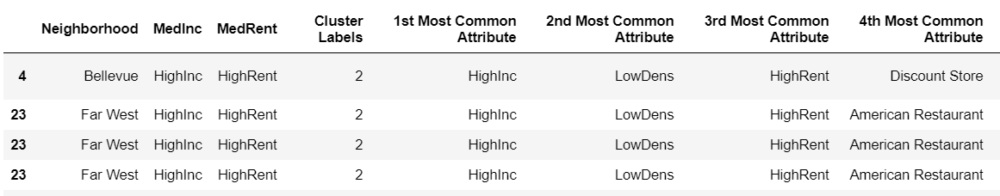 Neighborhood MedInc MedRent Cluster Labels 1st Most Common Attribute 2nd Most Common Attribute 3rd Most Common Attribute 4th Most Common Attribute
4 Bellevue HighInc HighRent 2 HighInc LowDens HighRent Discount Store
23 Far West HighInc HighRent 2 HighInc LowDens HighRent American Restaurant
23 Far West HighInc HighRent 2 HighInc LowDens HighRent American Restaurant
23 Far West HighInc HighRent 2 HighInc LowDens HighRent American Restaurant